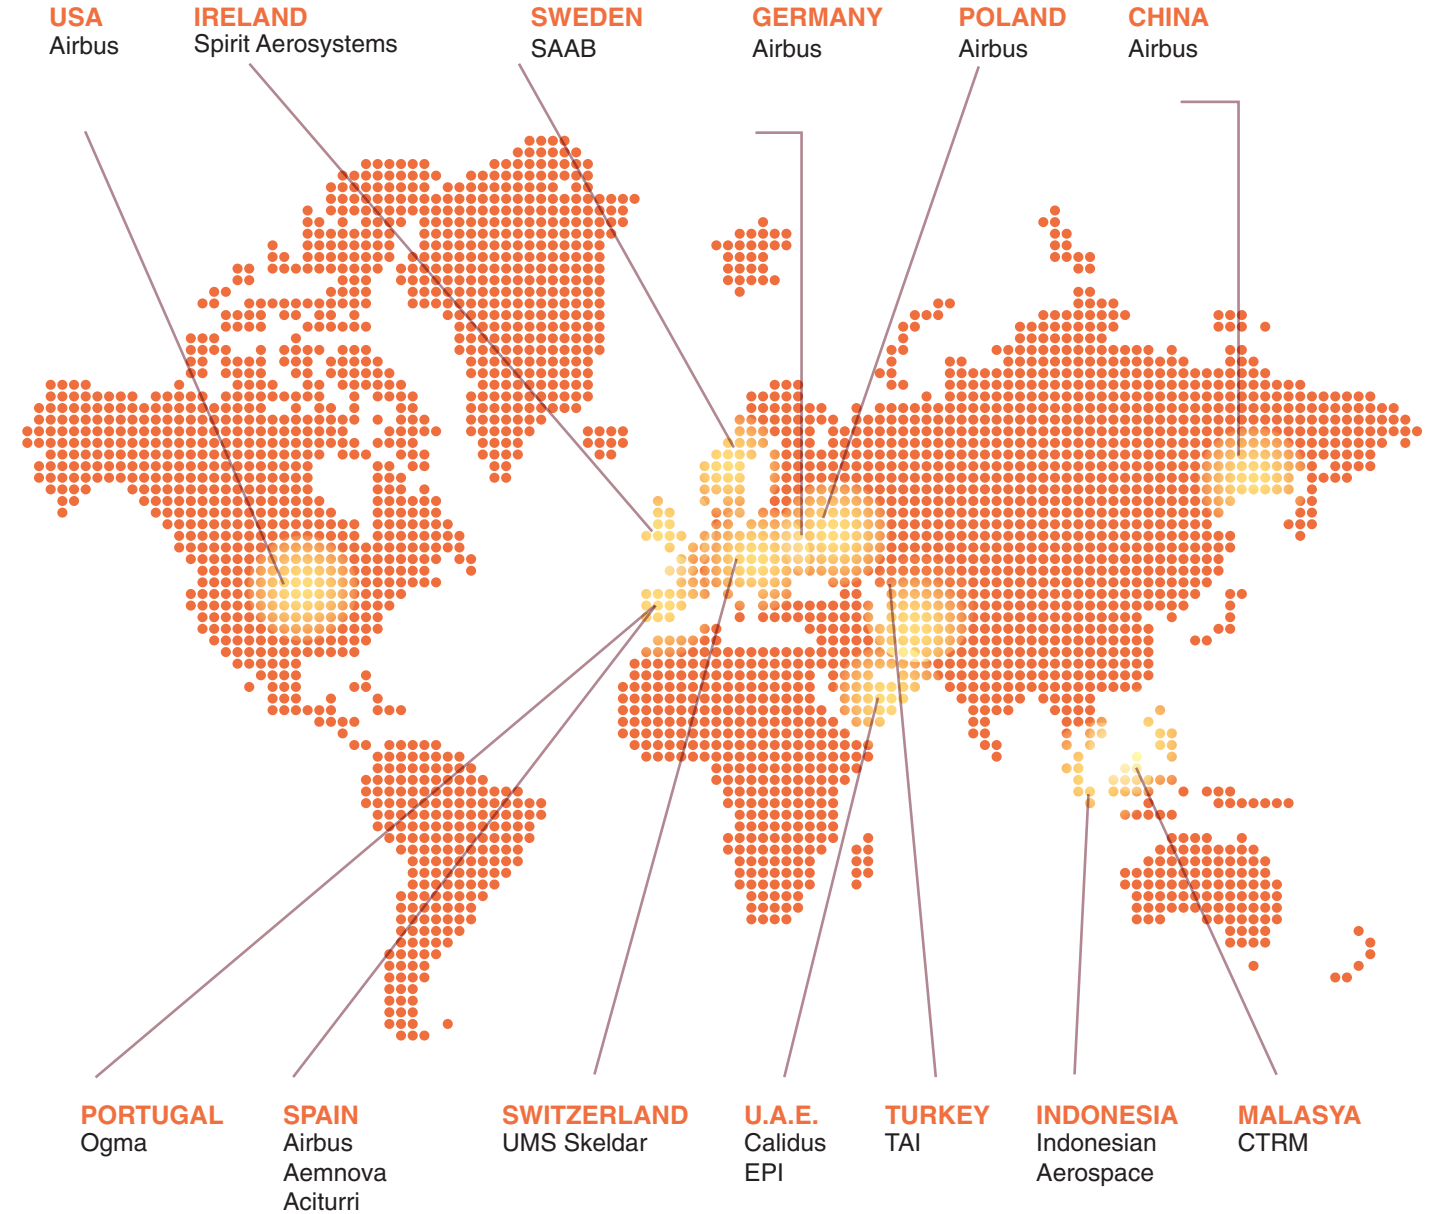 USA
Airbus
IRELAND
Spirit Aerosystems
SWEDEN
SAAB
GERMANY
Airbus
POLAND
Airbus
CHINA
Airbus
PORTUGAL
Ogma
SPAIN
Airbus
Aemnova
Aciturri
SWITZERLAND
UMS Skeldar
U.A.E.
Calidus
EPI
TURKEY
TAI
INDONESIA
Indonesian
Aerospace
MALASYA
CTRM